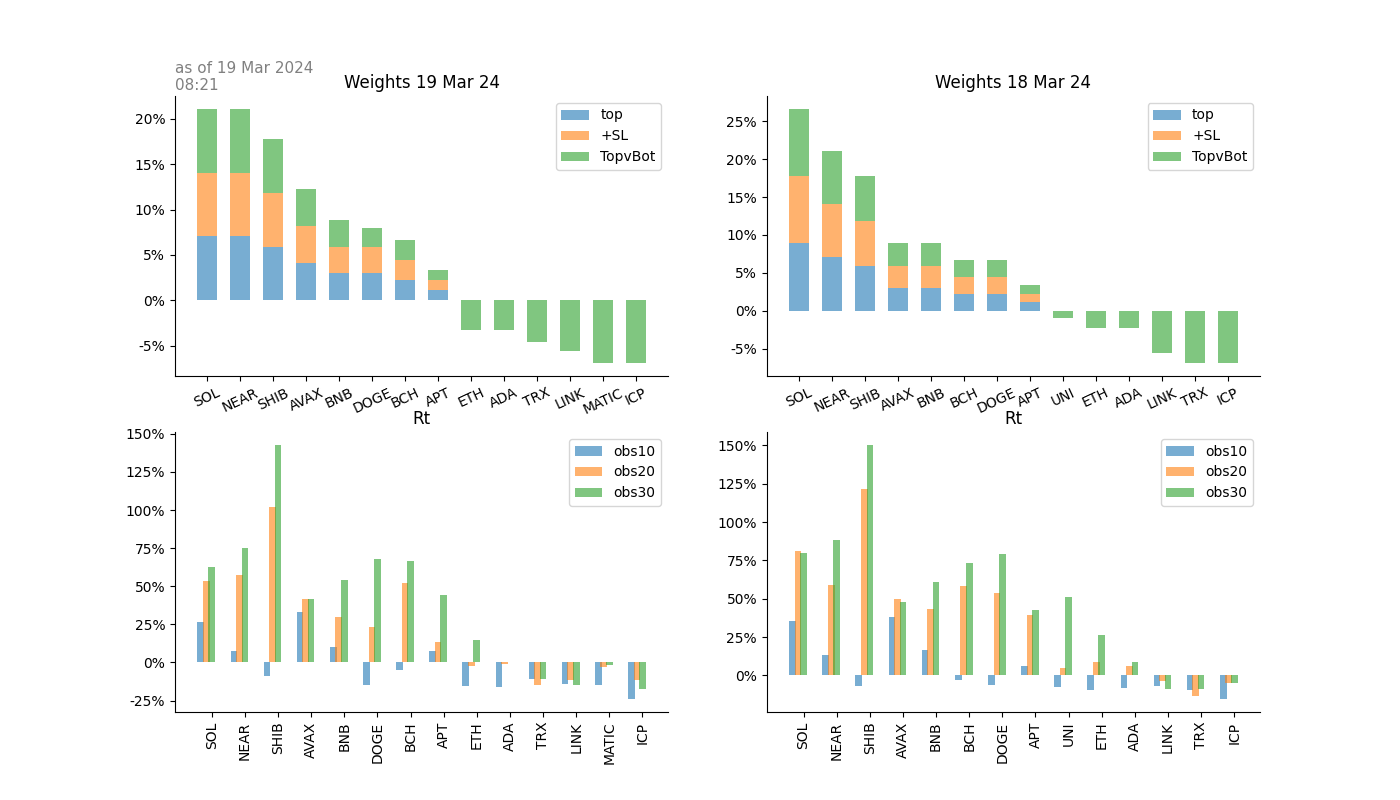 as of 19 Mar 2024
08:21
Weights 19 Mar 24
20%
15%
10%
5%
0%
-5%
top
+SL
TopvBot
SOL NEAR SHIB AVAX BNB DOGE BCH APT ETH ADA TRX LINK MATIC ICP
Weights 18 Mar 24
25%
20%
15%
10%
5%
0%
-5%
top
+SL
TopvBot
SOL NEAR SHIB AVAX BNB BCH DOGE APT UNI ETH ADA LINK TRX ICP
Rt
150%
125%
100%
75%
50%
25%
0%
-25%
obs10
obs20
obs30
SOL NEAR SHIB AVAX BNB DOGE BCH APT ETH ADA TRX LINK MATIC ICP
Rt
150%
125%
100%
75%
50%
25%
0%
obs10
obs20
obs30
SOL NEAR SHIB AVAX BNB BCH DOGE APT UNI ETH ADA LINK TRX ICP